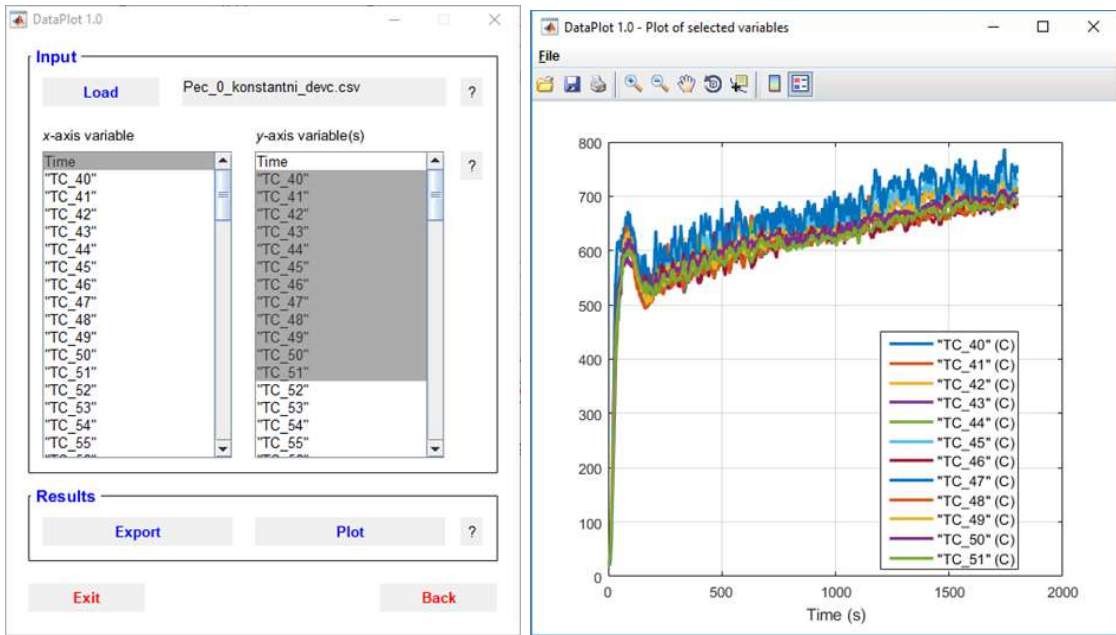 DataPlot 1.0
Input
Load
Pec_0_konstantni_devc.csv
?
x-axis variable
y-axis variable(s)
?
Time
"TC_40"
"TC_41"
"TC_42"
"TC_43"
"TC_44"
"TC_45"
"TC_46"
"TC_47"
"TC_48"
"TC_49"
"TC_50"
"TC_51"
"TC_52"
"TC_53"
"TC_54"
"TC_55"
Time
"TC_40"
"TC_41"
"TC_42"
"TC_43"
"TC_44"
"TC_45"
"TC_46"
"TC_47"
"TC_48"
"TC_49"
"TC_50"
"TC_51"
"TC_52"
"TC_53"
"TC_54"
"TC_55"
Results
Export
Plot
?
Exit
Back
DataPlot 1.0 - Plot of selected variables
File
800
700
600
500
400
300
200
100
0
"TC_40" (C)
"TC_41" (C)
"TC_42" (C)
"TC_43" (C)
"TC_44" (C)
"TC_45" (C)
"TC_46" (C)
"TC_47" (C)
"TC_48" (C)
"TC_49" (C)
"TC_50" (C)
"TC_51" (C)
0 500 1000 1500 2000
Time (s)